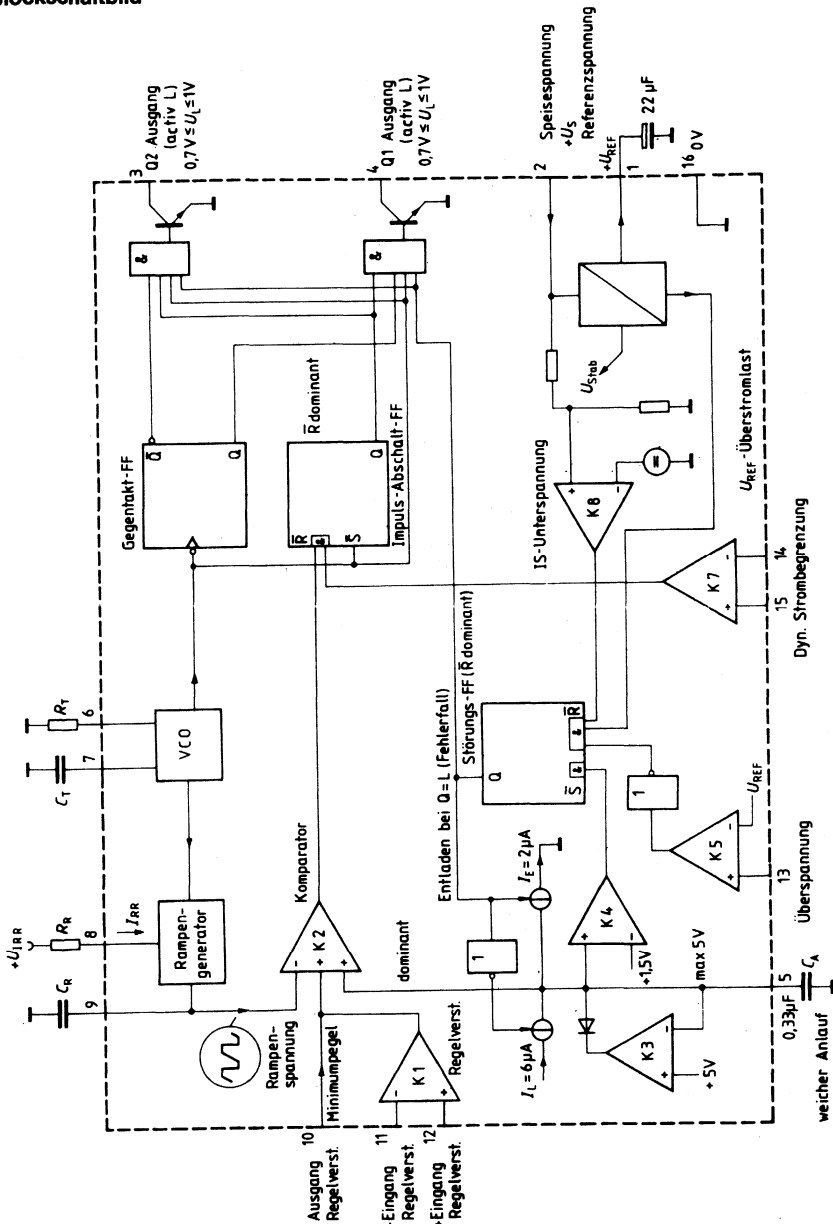 Blockschaltbild
Q2 Ausgang
(activ L)
0,7V ≤ U_L ≤ 1V
3
Q1 Ausgang
(activ L)
0,7V ≤ U_L ≤ 1V
4
Speisespannung
+U_S
2
Referenzspannung
+U_REF
1
22 µF
16
0V
&
&
Gegentakt-FF
Q̅
Q
R̅ dominant
Impuls-Abschalt-FF
R̅
&
S̅
Q
U_Stab
IS-Unterspannung
K8
+
-
=
U_REF-Überstromlast
K7
+
-
15
14
Dyn. Strombegrenzung
R_T
6
C_T
7
VCO
+U_IRR
R_R
8
I_RR
C_R
9
Rampen-
generator
Rampen-
spannung
Komparator
K2
-
+
+
dominant
Minimumpegel
K1
-
+
Regelverst.
10
Ausgang
Regelverst.
11
-Eingang
Regelverst.
12
+Eingang
Regelverst.
Entladen bei Q=L (Fehlerfall)
Störungs-FF (R̅ dominant)
Q
S̅
&
&
R̅
1
I_E=2µA
I_L=6µA
K4
+
-
+1,5V
1
K5
+
-
U_REF
13
Überspannung
K3
+
-
+5V
max 5V
5
0,33µF
C_A
weicher Anlauf